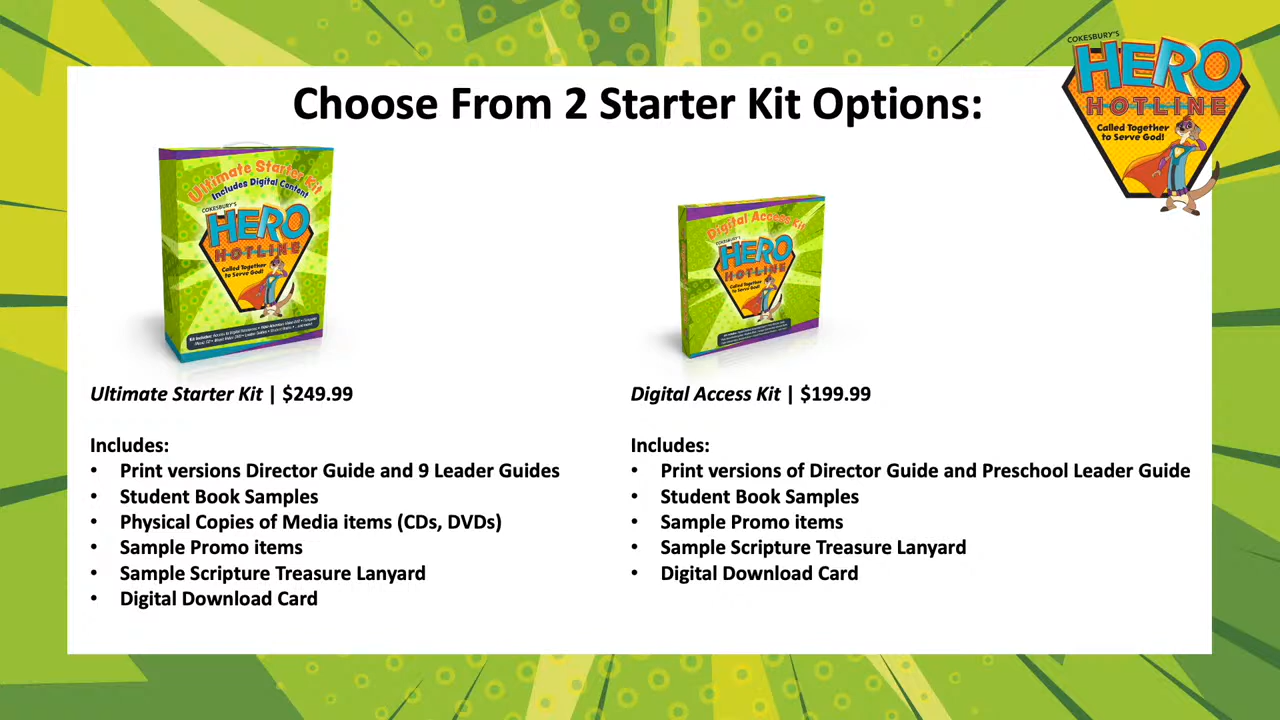 Choose From 2 Starter Kit Options:
COKESBURY'S
HERO
HOTLINE
Called Together
to Serve God!
Ultimate Starter Kit
Includes Digital Content
COKESBURY'S
HERO
HOTLINE
Called Together
to Serve God!
Digital Access Kit
COKESBURY'S
HERO
HOTLINE
Called Together
to Serve God!
Ultimate Starter Kit | $249.99
Includes:
• Print versions Director Guide and 9 Leader Guides
• Student Book Samples
• Physical Copies of Media items (CDs, DVDs)
• Sample Promo items
• Sample Scripture Treasure Lanyard
• Digital Download Card
Digital Access Kit | $199.99
Includes:
• Print versions of Director Guide and Preschool Leader Guide
• Student Book Samples
• Sample Promo items
• Sample Scripture Treasure Lanyard
• Digital Download Card